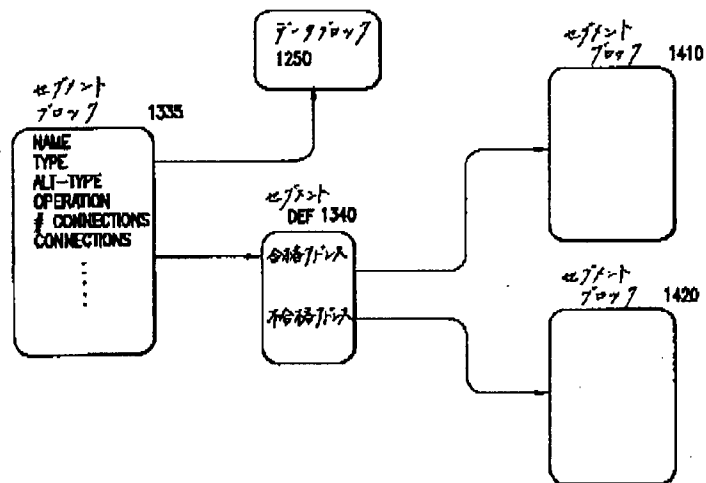 データブロック
1250
セグメント
ブロック 1335
NAME
TYPE
ALT-TYPE
OPERATION
# CONNECTIONS
CONNECTIONS
セグメント
DEF 1340
合格アドレス
不合格アドレス
セグメント
ブロック 1410
セグメント
ブロック 1420